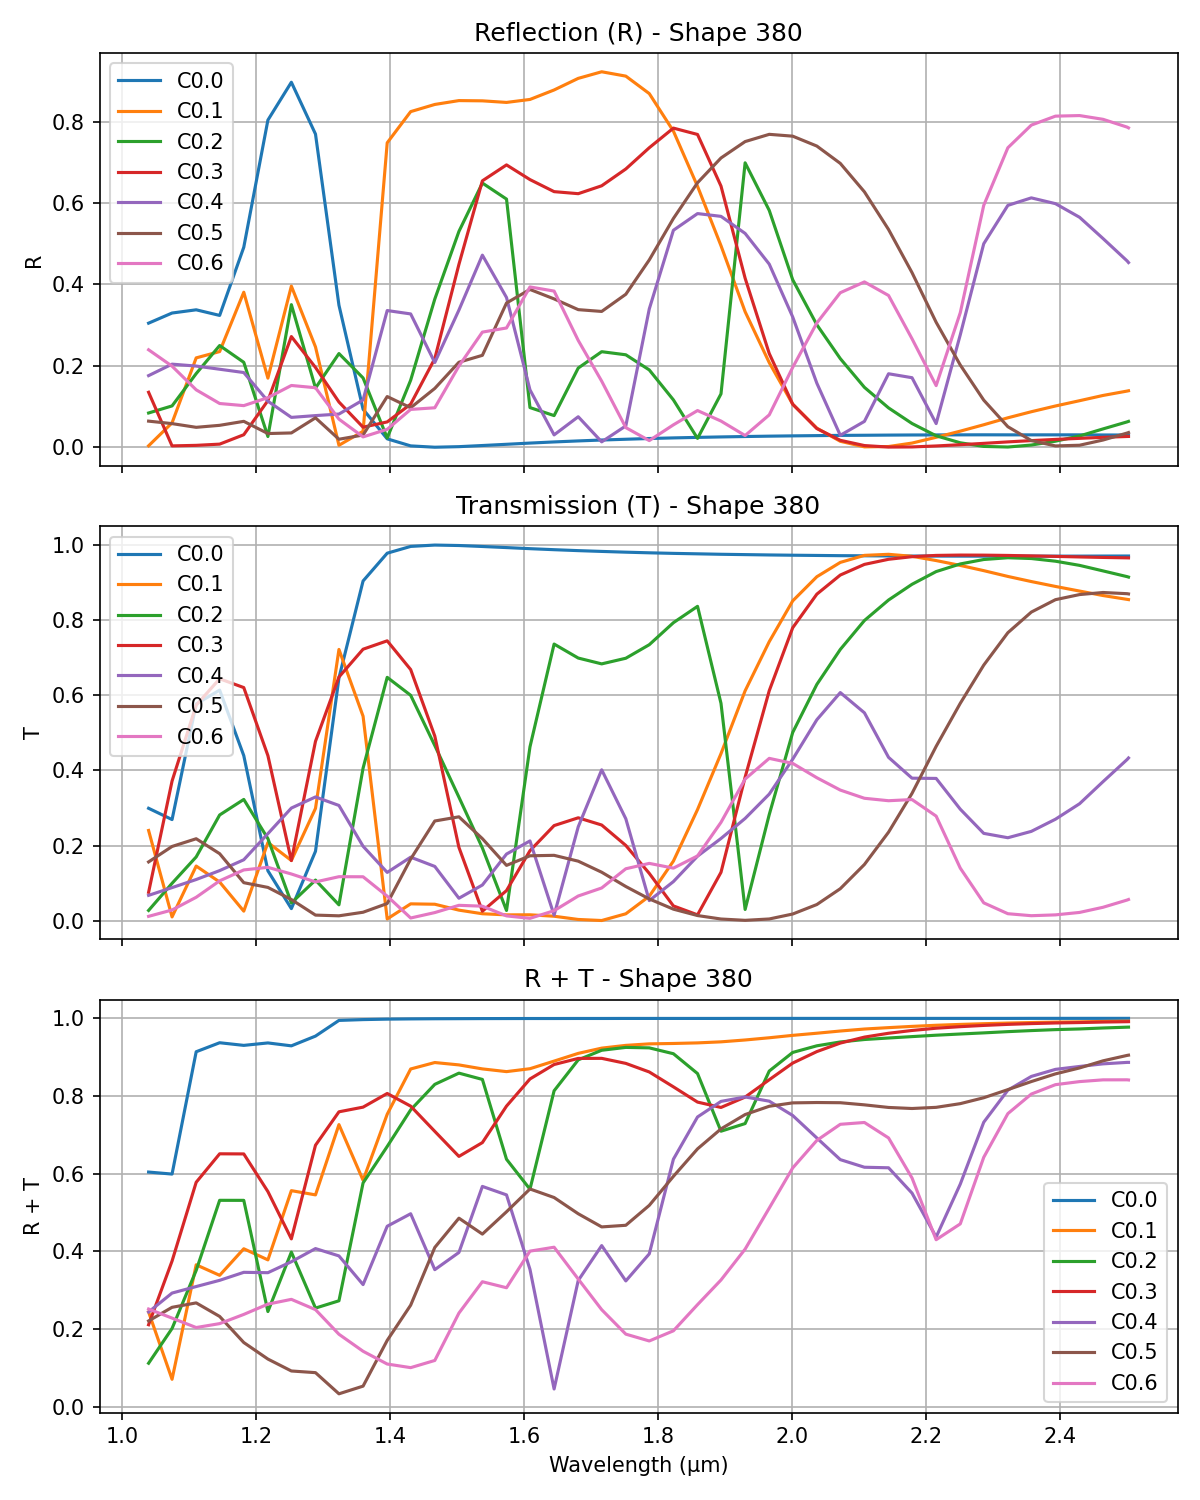 Reflection (R) - Shape 380
C0.0
C0.1
C0.2
C0.3
C0.4
C0.5
C0.6
0.8
0.6
0.4
0.2
0.0
R
Transmission (T) - Shape 380
C0.0
C0.1
C0.2
C0.3
C0.4
C0.5
C0.6
1.0
0.8
0.6
0.4
0.2
0.0
T
R + T - Shape 380
1.0
0.8
0.6
0.4
0.2
0.0
R + T
C0.0
C0.1
C0.2
C0.3
C0.4
C0.5
C0.6
1.0 1.2 1.4 1.6 1.8 2.0 2.2 2.4
Wavelength (μm)